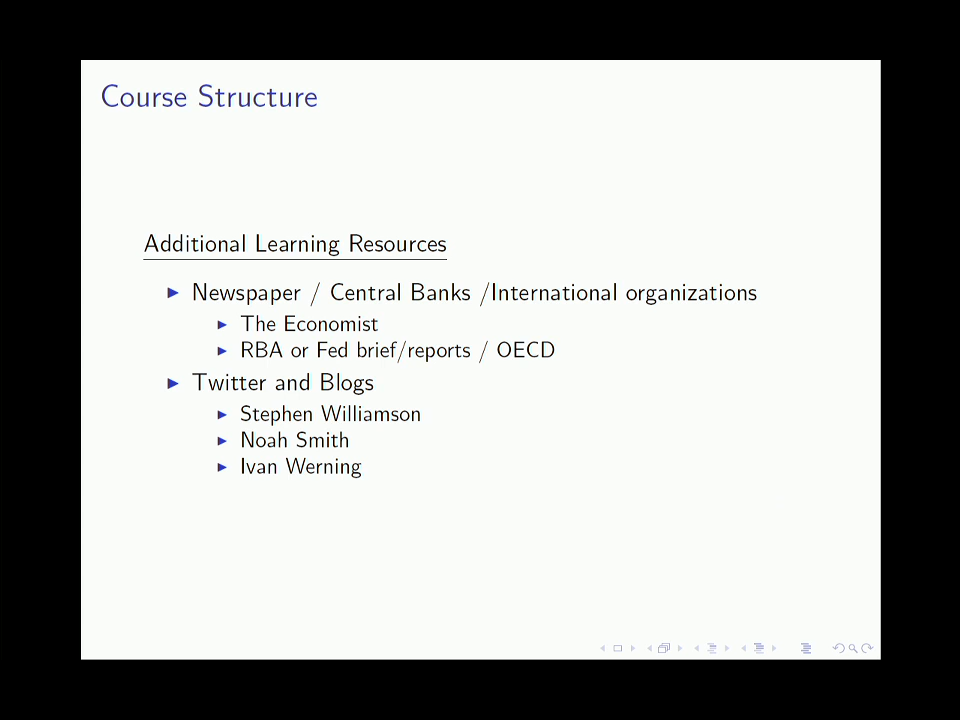 Course Structure
Additional Learning Resources
Newspaper / Central Banks /International organizations
The Economist
RBA or Fed brief/reports / OECD
Twitter and Blogs
Stephen Williamson
Noah Smith
Ivan Werning